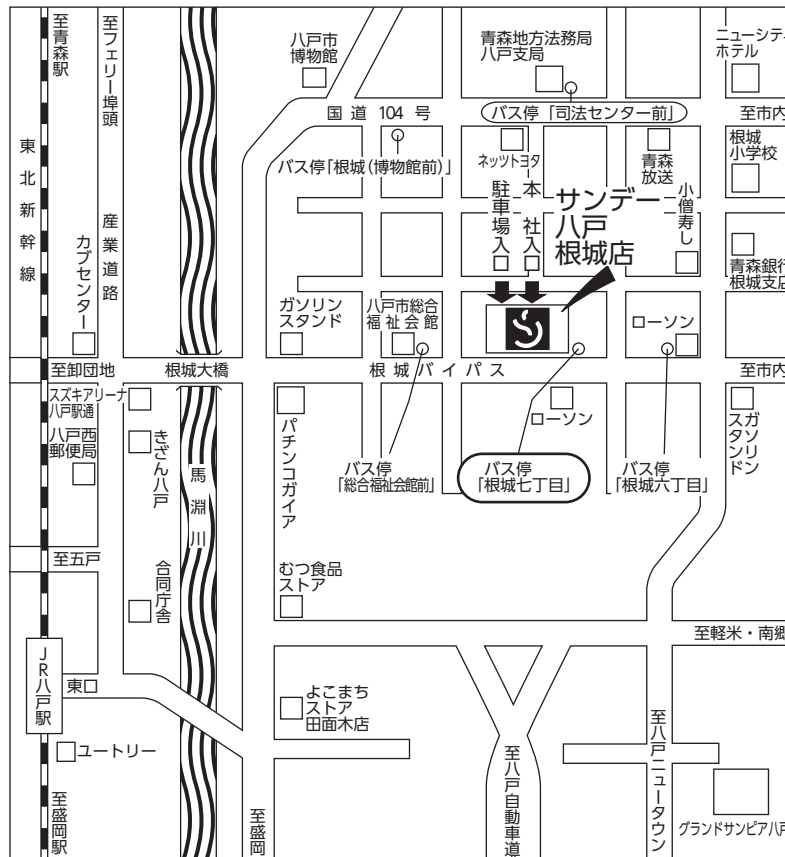 至青森駅
至フェリー埠頭
八戸市
博物館
青森地方法務局
八戸支局
ニューシティ
ホテル
国道104号
バス停「司法センター前」
至市内
東北新幹線
産業道路
カブセンター
バス停「根城(博物館前)」
ネッツトヨタ
青森
放送
根城
小学校
駐車場入口
本社入口
サンデー
八戸
根城店
小僧寿し
青森銀行
根城支店
ガソリン
スタンド
八戸市総合
福祉会館
ローソン
至卸団地
根城大橋
根城バイパス
至市内
スズキアリーナ
八戸駅通
八戸西
郵便局
きざん八戸
馬淵川
パチンコガイア
バス停
「総合福祉会館前」
ローソン
バス停
「根城七丁目」
バス停
「根城六丁目」
ガソリン
スタンド
至五戸
合同庁舎
むつ食品
ストア
至軽米・南郷
JR八戸駅
東口
よこまち
ストア
田面木店
ユートリー
至盛岡駅
至盛岡
至八戸自動車道
至八戸ニュータウン
グランドサンピア八戸